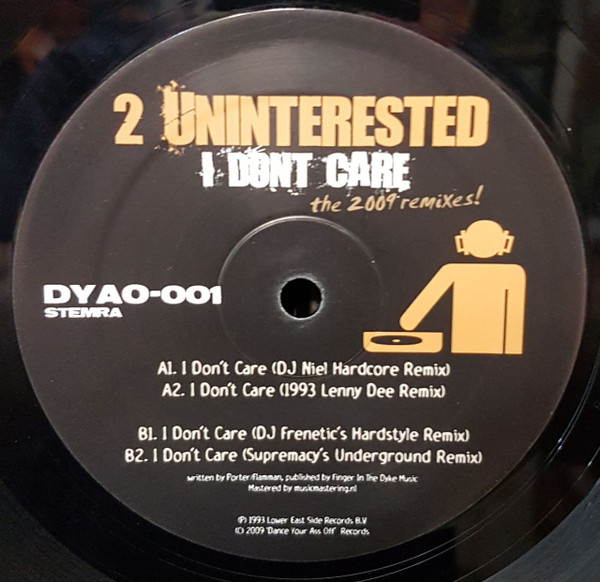 2 UNINTERESTED
I DONT CARE
the 2009 remixes!
DYAO-001
STEMRA
A1. I Don't Care (DJ Niel Hardcore Remix)
A2. I Don't Care (1993 Lenny Dee Remix)
B1. I Don't Care (DJ Frenetic's Hardstyle Remix)
B2. I Don't Care (Supremacy's Underground Remix)
written by Porter/Flamman, published by Finger In The Dyke Music
Mastered by musicmastering.nl
(P) 1993 Lower East Side Records B.V
(C) 2009 'Dance Your Ass Off' Records